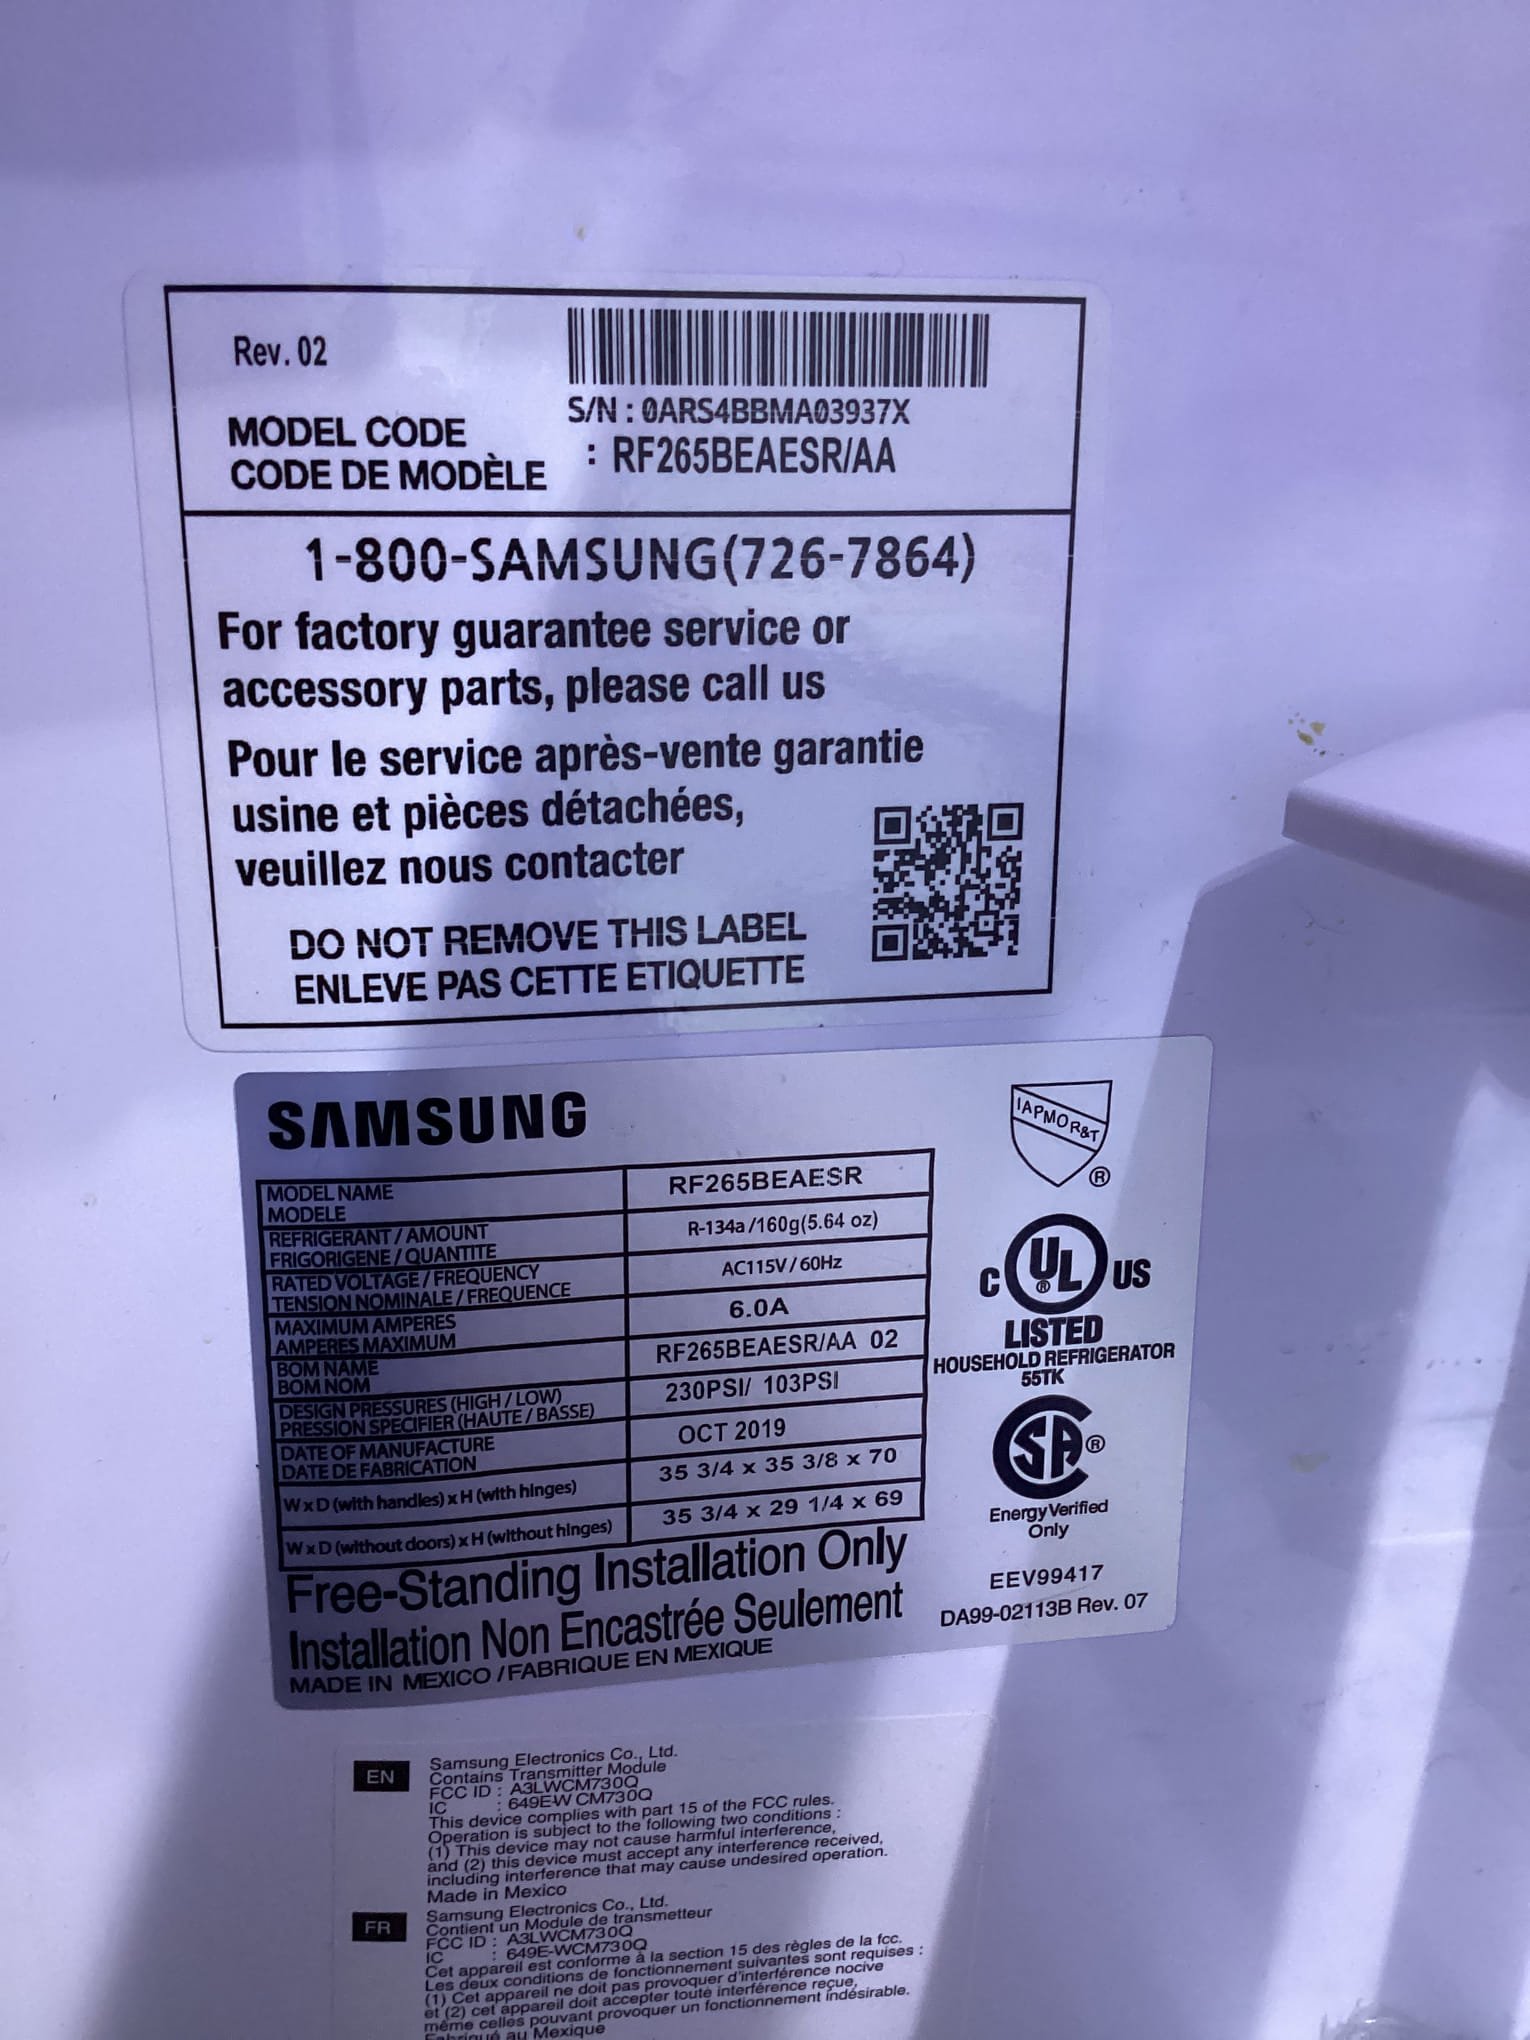 Rev. 02
S/N : 0ARS4BBMA03937X
MODEL CODE
CODE DE MODÈLE
: RF265BEAESR/AA
1-800-SAMSUNG(726-7864)
For factory guarantee service or
accessory parts, please call us
Pour le service après-vente garantie
usine et pièces détachées,
veuillez nous contacter
DO NOT REMOVE THIS LABEL
ENLEVE PAS CETTE ETIQUETTE
SAMSUNG
MODEL NAME
MODELE
RF265BEAESR
REFRIGERANT / AMOUNT
FRIGORIGENE / QUANTITE
R-134a /160g(5.64 oz)
RATED VOLTAGE / FREQUENCY
TENSION NOMINALE / FREQUENCE
AC115V / 60Hz
MAXIMUM AMPERES
AMPERES MAXIMUM
6.0A
BOM NAME
BOM NOM
RF265BEAESR/AA 02
DESIGN PRESSURES (HIGH / LOW)
PRESSION SPECIFIER (HAUTE / BASSE)
230PSI/ 103PSI
DATE OF MANUFACTURE
DATE DE FABRICATION
OCT 2019
W x D (with handles) x H (with hinges)
35 3/4 x 35 3/8 x 70
W x D (without doors) x H (without hinges)
35 3/4 x 29 1/4 x 69
Free-Standing Installation Only
Installation Non Encastrée Seulement
MADE IN MEXICO / FABRIQUE EN MEXIQUE
IAPMO R&T
®
C UL ® US
LISTED
HOUSEHOLD REFRIGERATOR
55TK
SA ®
Energy Verified
Only
EEV99417
DA99-02113B Rev. 07
EN
Samsung Electronics Co., Ltd.
Contains Transmitter Module
FCC ID : A3LWCM730Q
IC : 649EW CM730Q
This device complies with part 15 of the FCC rules.
Operation is subject to the following two conditions :
(1) This device may not cause harmful interference,
and (2) this device must accept any interference received,
including interference that may cause undesired operation.
Made in Mexico
FR
Samsung Electronics Co., Ltd.
Contient un Module de transmetteur
FCC ID : A3LWCM730Q
IC : 649E-WCM730Q
Cet appareil est conforme à la section 15 des règles de la fcc.
Les deux conditions de fonctionnement suivantes sont requises :
(1) Cet appareil ne doit pas provoquer d'interférence nocive
et (2) cet appareil doit accepter toute interférence reçue,
même celles pouvant provoquer un fonctionnement indésirable.
Fabriqué au Mexique